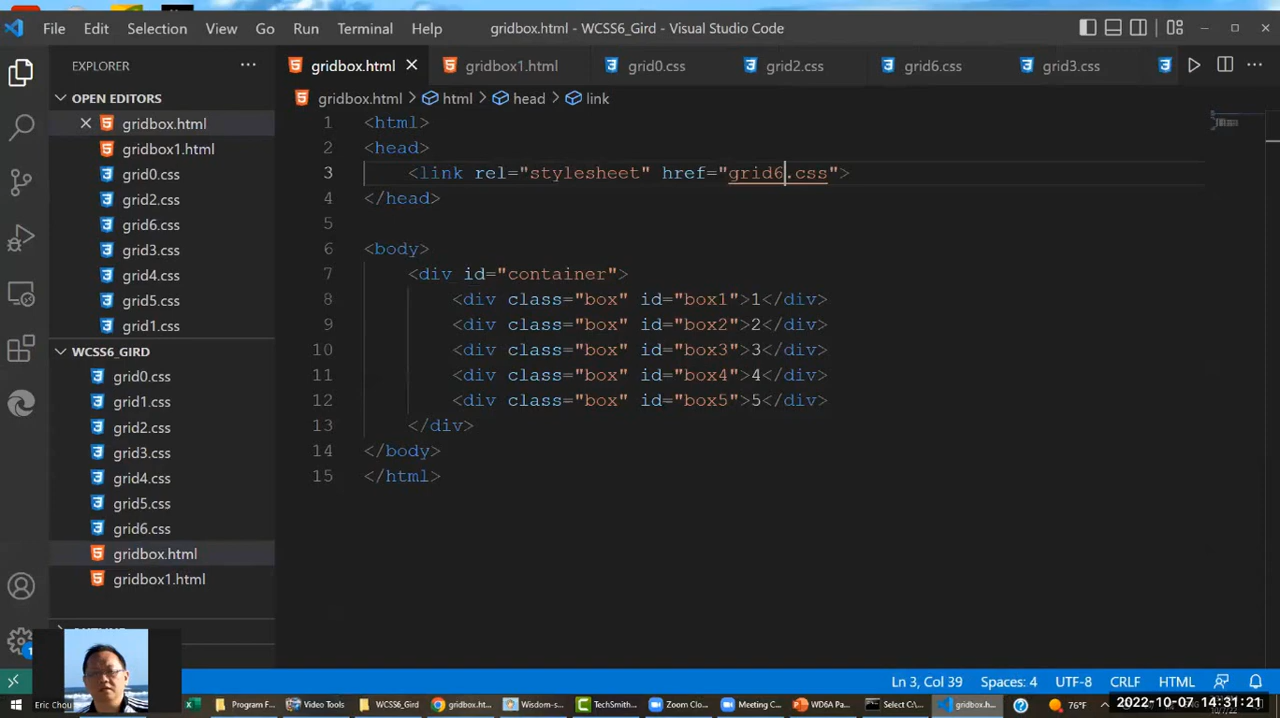 File Edit Selection View Go Run Terminal Help gridbox.html - WCSS6_Gird - Visual Studio Code
EXPLORER
gridbox.html gridbox1.html grid0.css grid2.css grid6.css grid3.css
OPEN EDITORS
gridbox.html
gridbox1.html
grid0.css
grid2.css
grid6.css
grid3.css
grid4.css
grid5.css
grid1.css
WCSS6_GIRD
grid0.css
grid1.css
grid2.css
grid3.css
grid4.css
grid5.css
grid6.css
gridbox.html
gridbox1.html
gridbox.html > html > head > link
1 <html>
2 <head>
3 <link rel="stylesheet" href="grid6.css">
4 </head>
5
6 <body>
7 <div id="container">
8 <div class="box" id="box1">1</div>
9 <div class="box" id="box2">2</div>
10 <div class="box" id="box3">3</div>
11 <div class="box" id="box4">4</div>
12 <div class="box" id="box5">5</div>
13 </div>
14 </body>
15 </html>
Ln 3, Col 39 Spaces: 4 UTF-8 CRLF HTML
Eric Chou Program F... Video Tools WCSS6_Gird gridbox.ht... Wisdom-s... TechSmith... Zoom Clo... Meeting C... WD6A Pa... Select C:\... gridbox.h... 76°F
2022-10-07 14:31:21